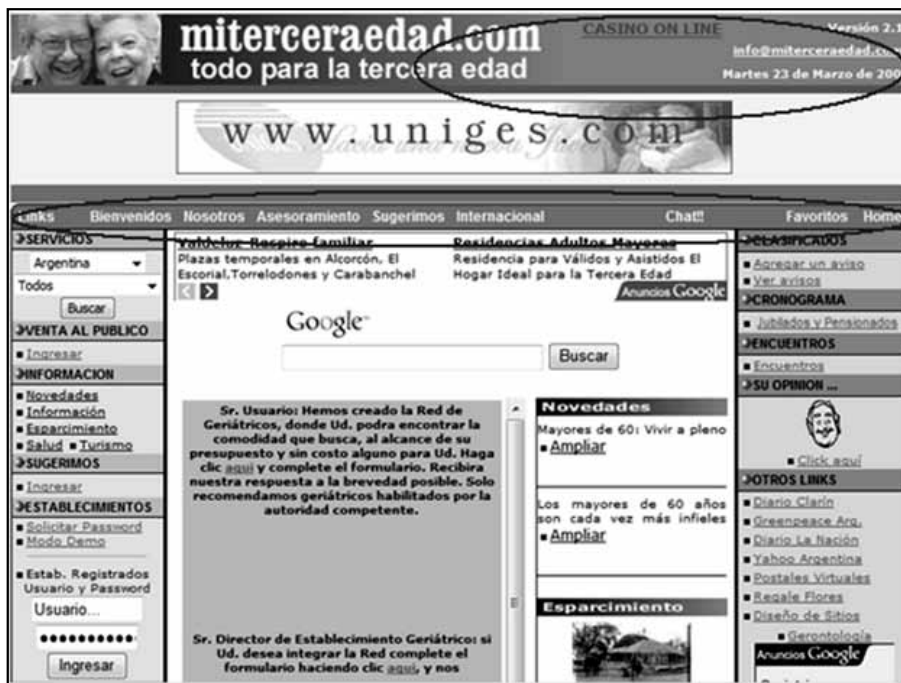 miterceraedad.com
todo para la tercera edad
CASINO ON LINE
Versión 2.1
info@miterceraedad.com
Martes 23 de Marzo de 200
www.uniges.com
Hacia una nueva
Links Bienvenidos Nosotros Asesoramiento Sugerimos Internacional Chat!! Favoritos Home
SERVICIOS
Argentina
Todos
Buscar
VENTA AL PUBLICO
Ingresar
INFORMACION
Novedades
Información
Esparcimiento
Salud Turismo
SUGERIMOS
Ingresar
ESTABLECIMIENTOS
Solicitar Password
Modo Demo
Estab. Registrados
Usuario y Password
Usuario...
Ingresar
Valdeluz Respiro familiar
Plazas temporales en Alcorcón, El
Escorial,Torrelodones y Carabanchel
Residencias Adultos Mayores
Residencia para Válidos y Asistidos El
Hogar Ideal para la Tercera Edad
Anuncios Google
Google
Buscar
Sr. Usuario: Hemos creado la Red de
Geriátricos, donde Ud. podra encontrar la
comodidad que busca, al alcance de su
presupuesto y sin costo alguno para Ud. Haga
clic aqui y complete el formulario. Recibira
nuestra respuesta a la brevedad posible. Solo
recomendamos geriátricos habilitados por la
autoridad competente.
Sr. Director de Establecimiento Geriátrico: si
Ud. desea integrar la Red complete el
formulario haciendo clic aqui, y nos
Novedades
Mayores de 60: Vivir a pleno
Ampliar
Los mayores de 60 años
son cada vez más infieles
Ampliar
Esparcimiento
CLASIFICADOS
Agregar un aviso
Ver avisos
CRONOGRAMA
Jubilados y Pensionados
ENCUENTROS
Encuentros
SU OPINION ...
Click aquí
OTROS LINKS
Diario Clarín
Greenpeace Arg.
Diario La Nación
Yahoo Argentina
Postales Virtuales
Regale Flores
Diseño de Sitios
Gerontología
Anuncios Google